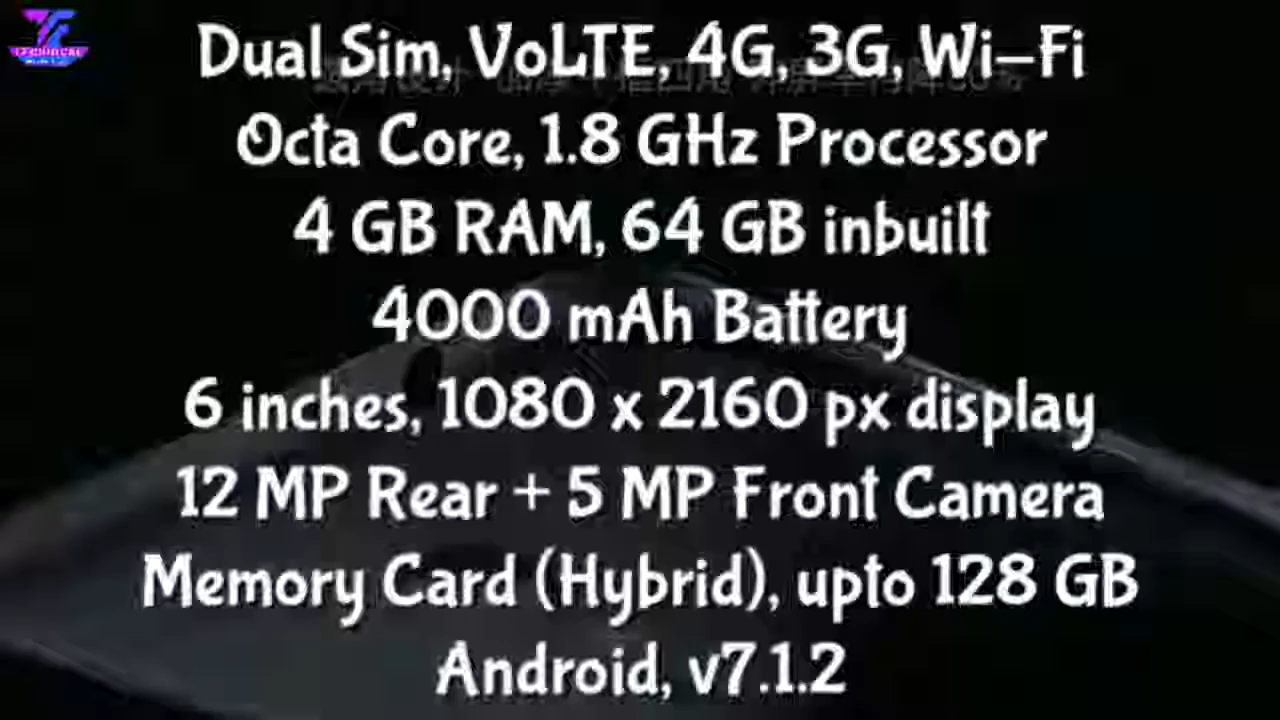 Dual Sim, VoLTE, 4G, 3G, Wi-Fi
Octa Core, 1.8 GHz Processor
4 GB RAM, 64 GB inbuilt
4000 mAh Battery
6 inches, 1080 x 2160 px display
12 MP Rear + 5 MP Front Camera
Memory Card (Hybrid), upto 128 GB
Android, v7.1.2